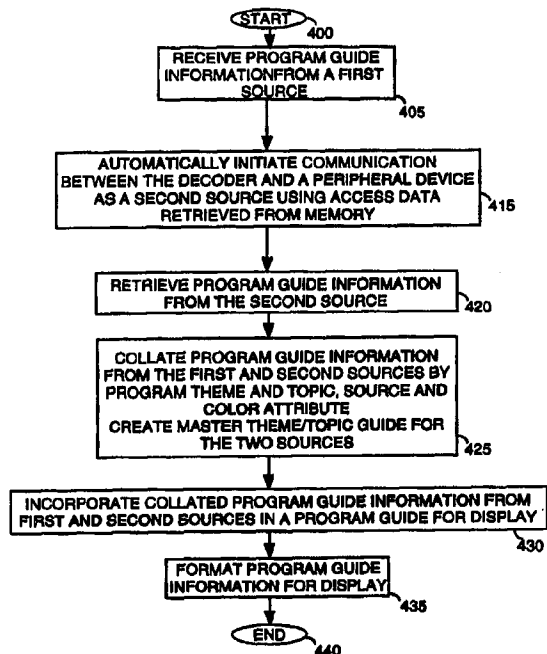 START
400
RECEIVE PROGRAM GUIDE
INFORMATIONFROM A FIRST
SOURCE
405
AUTOMATICALLY INITIATE COMMUNICATION
BETWEEN THE DECODER AND A PERIPHERAL DEVICE
AS A SECOND SOURCE USING ACCESS DATA
RETRIEVED FROM MEMORY
415
RETRIEVE PROGRAM GUIDE INFORMATION
FROM THE SECOND SOURCE
420
COLLATE PROGRAM GUIDE INFORMATION
FROM THE FIRST AND SECOND SOURCES BY
PROGRAM THEME AND TOPIC, SOURCE AND
COLOR ATTRIBUTE
CREATE MASTER THEME/TOPIC GUIDE FOR
THE TWO SOURCES
425
INCORPORATE COLLATED PROGRAM GUIDE INFORMATION FROM
FIRST AND SECOND SOURCES IN A PROGRAM GUIDE FOR DISPLAY
430
FORMAT PROGRAM GUIDE
INFORMATION FOR DISPLAY
435
END
440